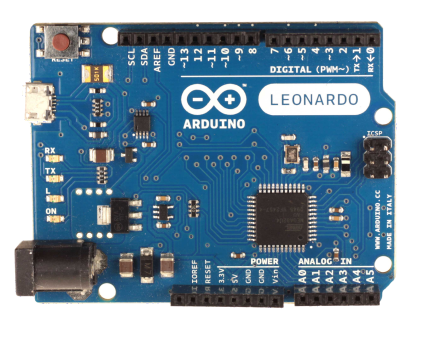 RESET
SCL
SDA
AREF
GND
~13
12
~11
~10
~9
8
7
~6
~5
4
~3
2
TX→1
RX←0
DIGITAL (PWM~)
ARDUINO
LEONARDO
RX
TX
L
ON
ICSP
WWW.ARDUINO.CC
MADE IN ITALY
POWER
ANALOG IN
IOREF
RESET
3.3V
5V
GND
GND
Vin
A0
A1
A2
A3
A4
A5